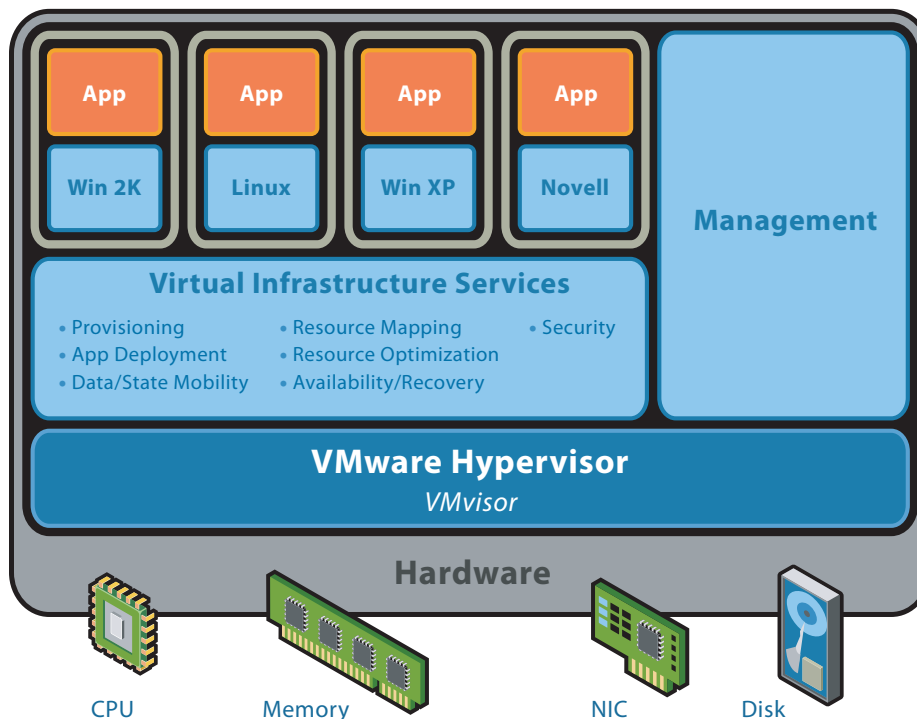 App
App
App
App
Win 2K
Linux
Win XP
Novell
Management
Virtual Infrastructure Services
• Provisioning
• App Deployment
• Data/State Mobility
• Resource Mapping
• Resource Optimization
• Availability/Recovery
• Security
VMware Hypervisor
VMvisor
Hardware
CPU
Memory
NIC
Disk